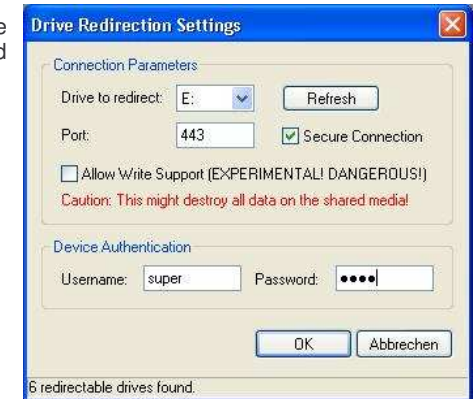 e
d
Drive Redirection Settings
Connection Parameters
Drive to redirect: E: Refresh
Port: 443 Secure Connection
Allow Write Support (EXPERIMENTAL! DANGEROUS!)
Caution: This might destroy all data on the shared media!
Device Authentication
Username: super Password: ●●●●
OK Abbrechen
6 redirectable drives found.